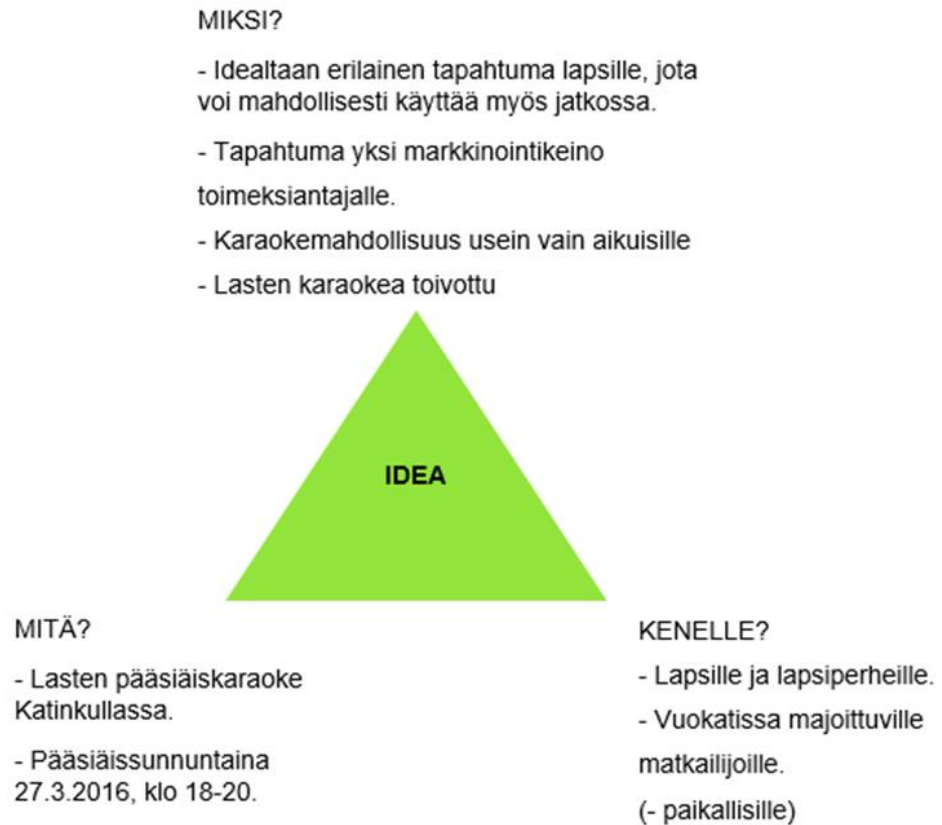 MIKSI?
- Idealtaan erilainen tapahtuma lapsille, jota
voi mahdollisesti käyttää myös jatkossa.
- Tapahtuma yksi markkinointikeino
toimeksiantajalle.
- Karaokemahdollisuus usein vain aikuisille
- Lasten karaokea toivottu
IDEA
MITÄ?
- Lasten pääsiäiskaraoke
Katinkullassa.
- Pääsiäissunnuntaina
27.3.2016, klo 18-20.
KENELLE?
- Lapsille ja lapsiperheille.
- Vuokatissa majoittuville
matkailijoille.
(- paikallisille)